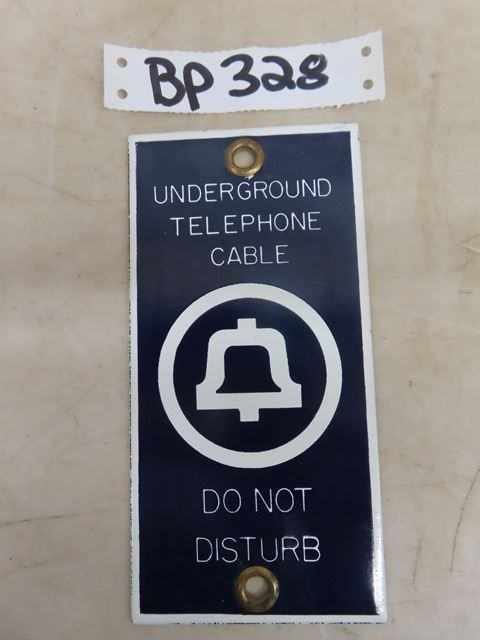 BP328
UNDERGROUND
TELEPHONE
CABLE
DO NOT
DISTURB